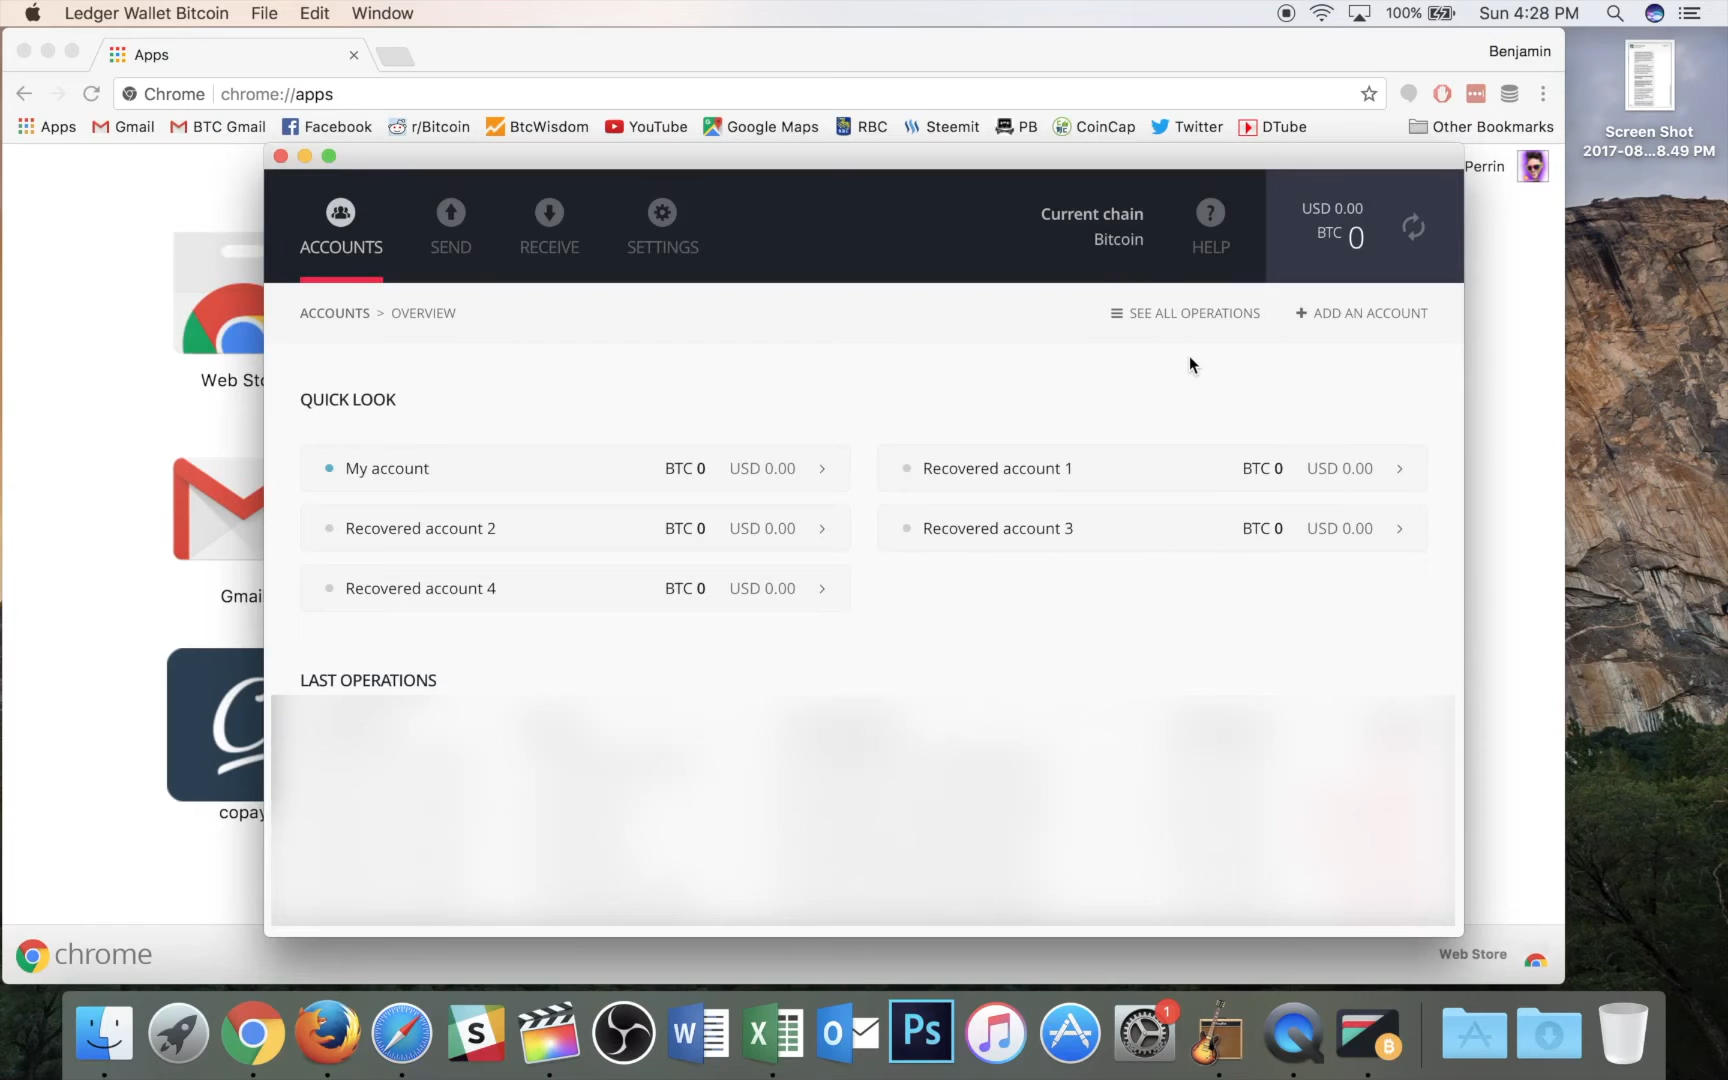 Ledger Wallet Bitcoin File Edit Window 100% Sun 4:28 PM
Apps
Benjamin
Chrome chrome://apps
Apps Gmail BTC Gmail Facebook r/Bitcoin BtcWisdom YouTube Google Maps RBC Steemit PB CoinCap Twitter DTube Other Bookmarks
Screen Shot
2017-08...8.49 PM
Perrin
ACCOUNTS SEND RECEIVE SETTINGS
Current chain
Bitcoin
HELP
USD 0.00
BTC 0
ACCOUNTS > OVERVIEW
SEE ALL OPERATIONS
+ ADD AN ACCOUNT
Web Sto
QUICK LOOK
My account BTC 0 USD 0.00 >
Recovered account 1 BTC 0 USD 0.00 >
Recovered account 2 BTC 0 USD 0.00 >
Recovered account 3 BTC 0 USD 0.00 >
Recovered account 4 BTC 0 USD 0.00 >
Gmai
LAST OPERATIONS
copay
chrome
Web Store
S
W
X
O
Ps
1